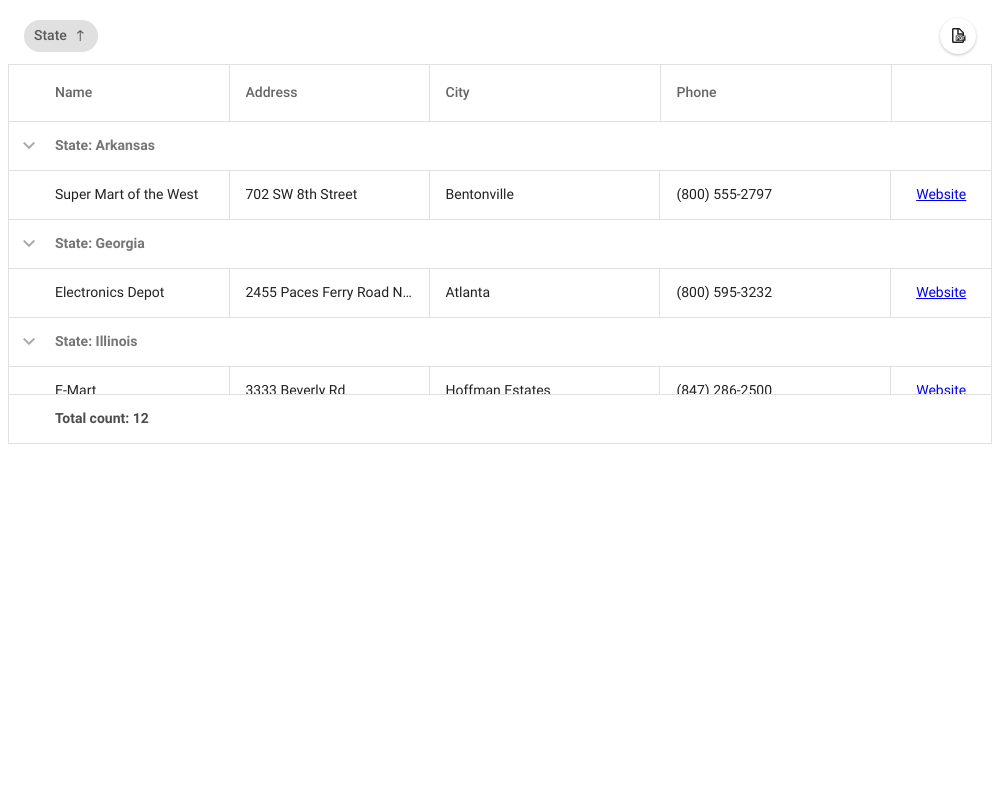 State ↑
Name Address City Phone
State: Arkansas
Super Mart of the West 702 SW 8th Street Bentonville (800) 555-2797 Website
State: Georgia
Electronics Depot 2455 Paces Ferry Road N... Atlanta (800) 595-3232 Website
State: Illinois
E-Mart 3333 Beverly Rd Hoffman Estates (847) 286-2500 Website
Total count: 12